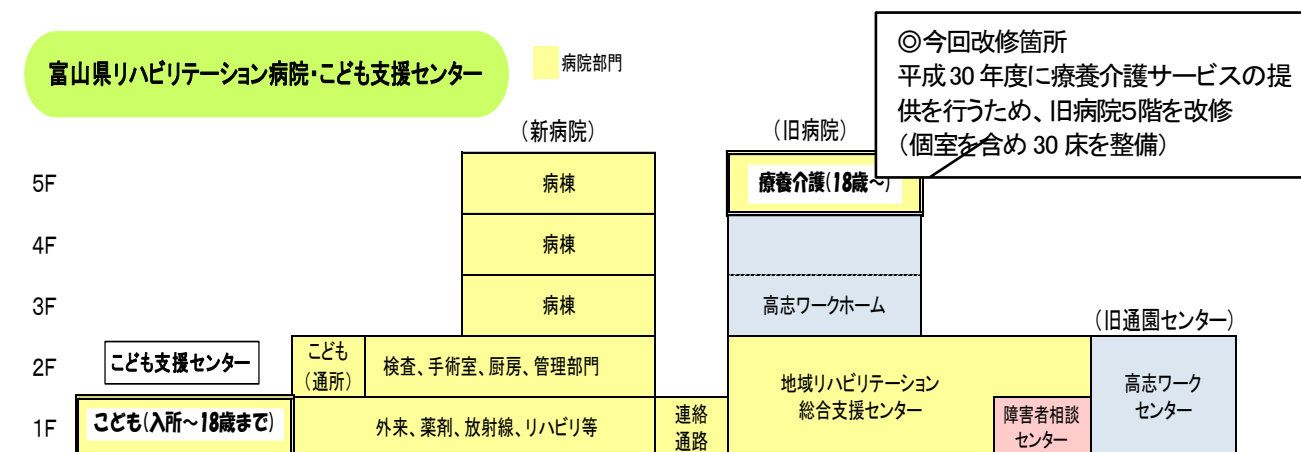 富山県リハビリテーション病院・こども支援センター
病院部門
◎今回改修箇所
平成30年度に療養介護サービスの提
供を行うため、旧病院5階を改修
(個室を含め30床を整備)
(新病院)
(旧病院)
5F
病棟
療養介護(18歳～)
4F
病棟
3F
病棟
高志ワークホーム
(旧通園センター)
2F
こども支援センター
こども
(通所)
検査、手術室、厨房、管理部門
地域リハビリテーション
総合支援センター
高志ワーク
センター
1F
こども(入所～18歳まで)
外来、薬剤、放射線、リハビリ等
連絡
通路
障害者相談
センター